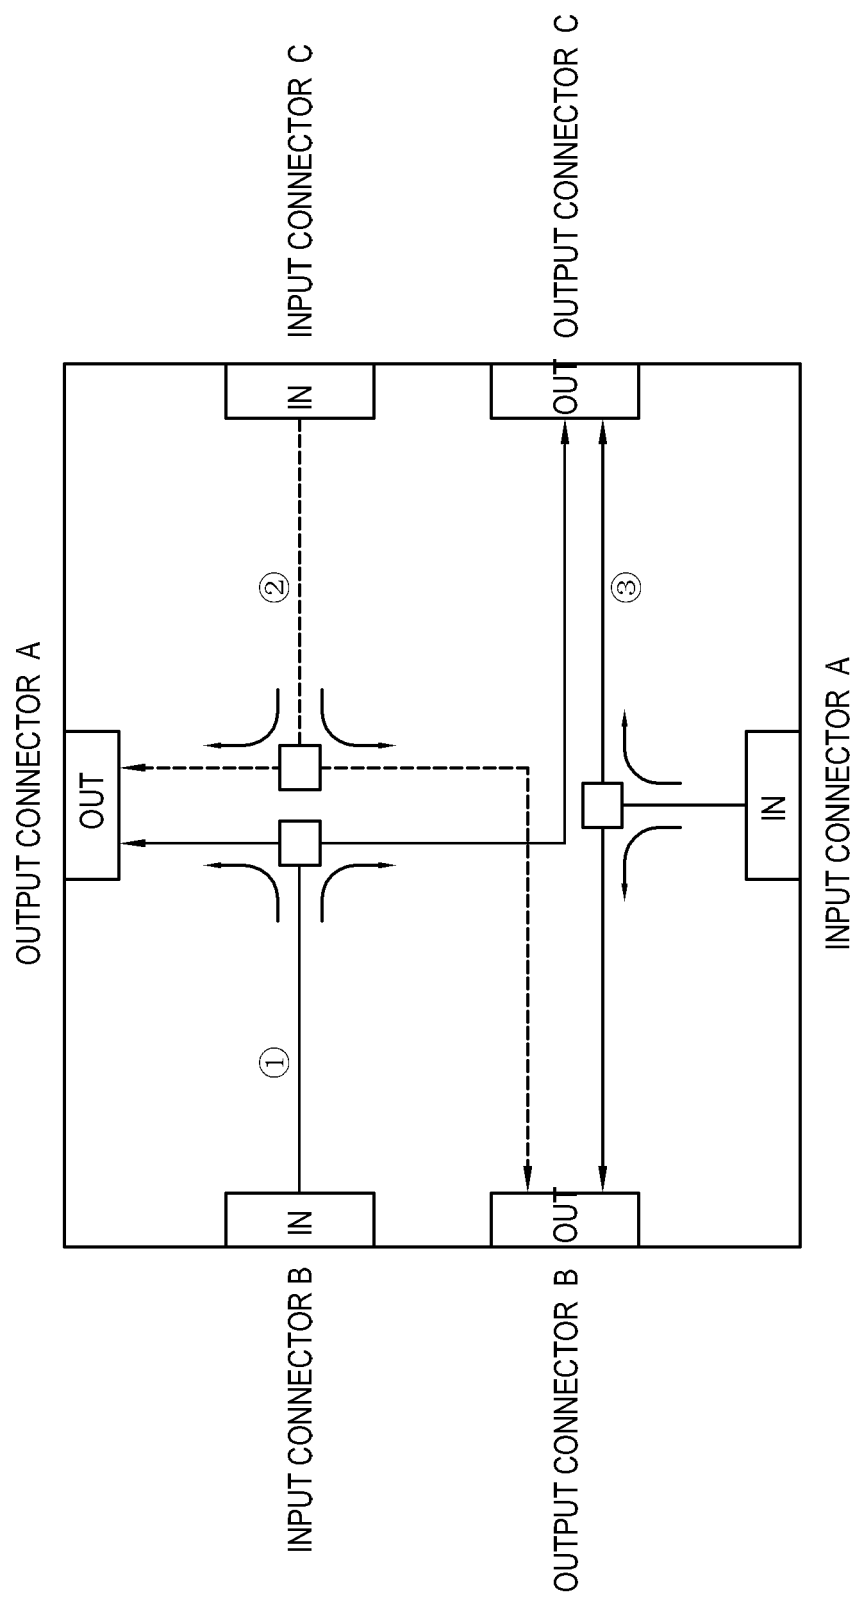 OUTPUT CONNECTOR A
OUT
INPUT CONNECTOR B
IN
①
②
IN
INPUT CONNECTOR C
OUTPUT CONNECTOR B
OUT
OUT
OUTPUT CONNECTOR C
③
IN
INPUT CONNECTOR A